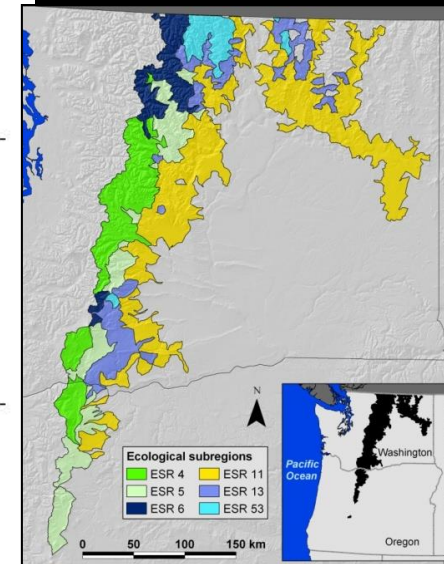 N
Ecological subregions
ESR 4
ESR 11
ESR 5
ESR 13
ESR 6
ESR 53
0 50 100 150 km
Washington
Pacific
Ocean
Oregon